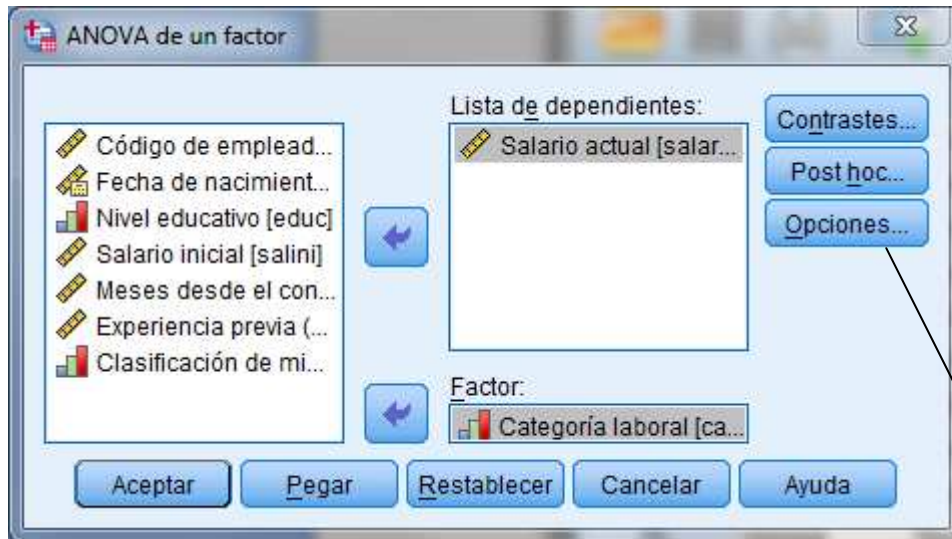 ANOVA de un factor
Código de emplead...
Fecha de nacimient...
Nivel educativo [educ]
Salario inicial [salini]
Meses desde el con...
Experiencia previa (...
Clasificación de mi...
Lista de dependientes:
Salario actual [salar...
Factor:
Categoría laboral [ca...
Contrastes...
Post hoc...
Opciones...
Aceptar
Pegar
Restablecer
Cancelar
Ayuda